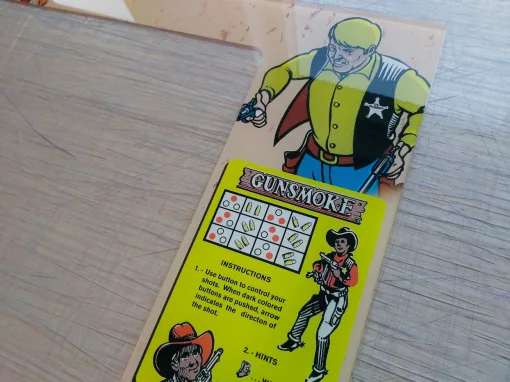 GUNSMOKE
INSTRUCTIONS
1. - Use button to control your
shots. When dark colored
buttons are pushed, arrow
indicates the directon of
the shot.
2. - HINTS